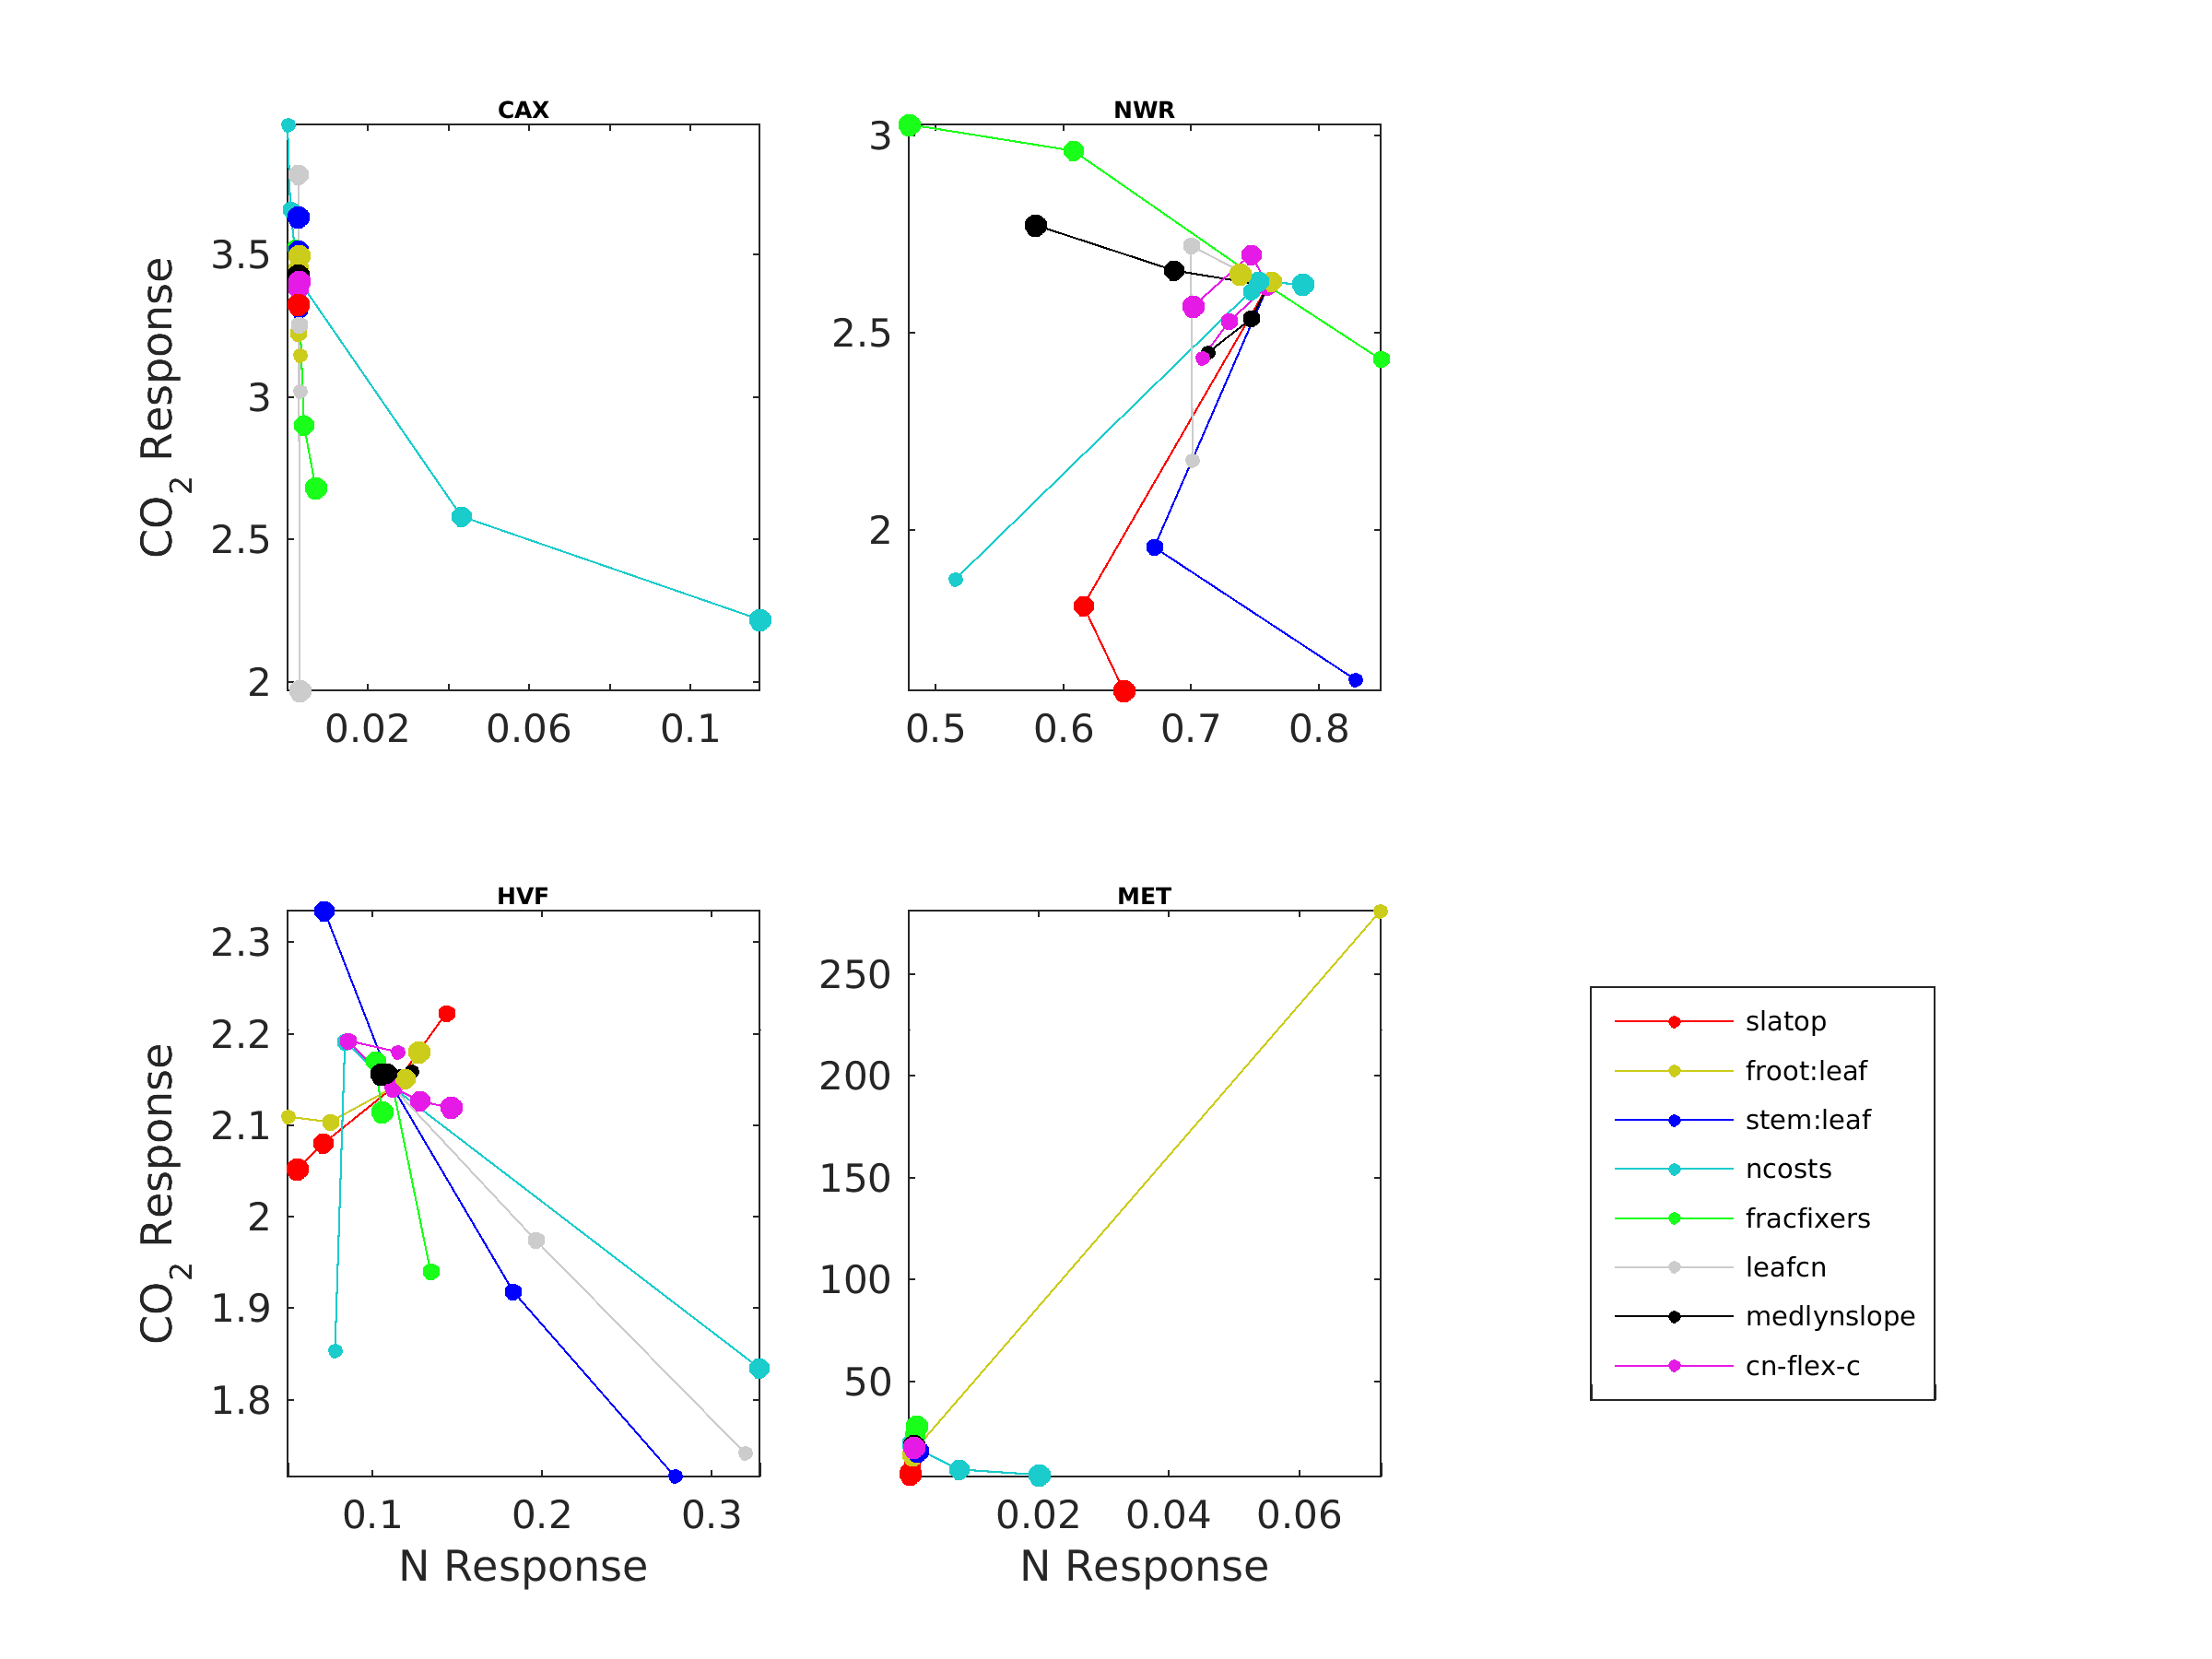 CAX
NWR
3.5
3
2.5
2
CO2 Response
0.02
0.06
0.1
3
2.5
2
0.5
0.6
0.7
0.8
HVF
MET
2.3
2.2
2.1
2
1.9
1.8
CO2 Response
0.1
0.2
0.3
N Response
250
200
150
100
50
0.02
0.04
0.06
N Response
slatop
froot:leaf
stem:leaf
ncosts
fracfixers
leafcn
medlynslope
cn-flex-c